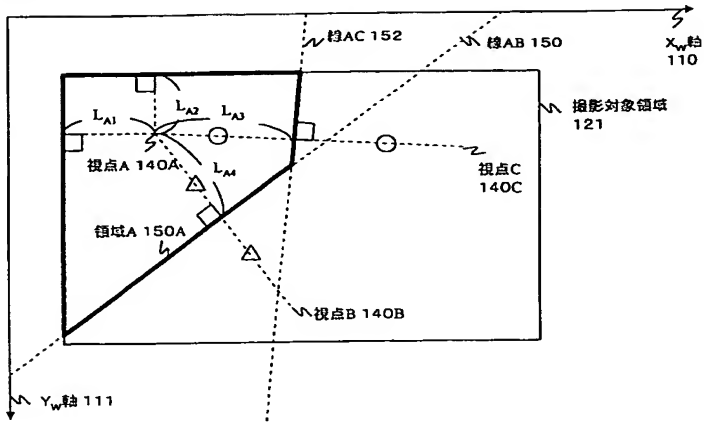 線AC 152
線AB 150
Xw軸
110
LA1
LA2
LA3
撮影対象領域
121
視点A 140A
LA4
視点C
140C
領域A 150A
視点B 140B
Yw軸 111